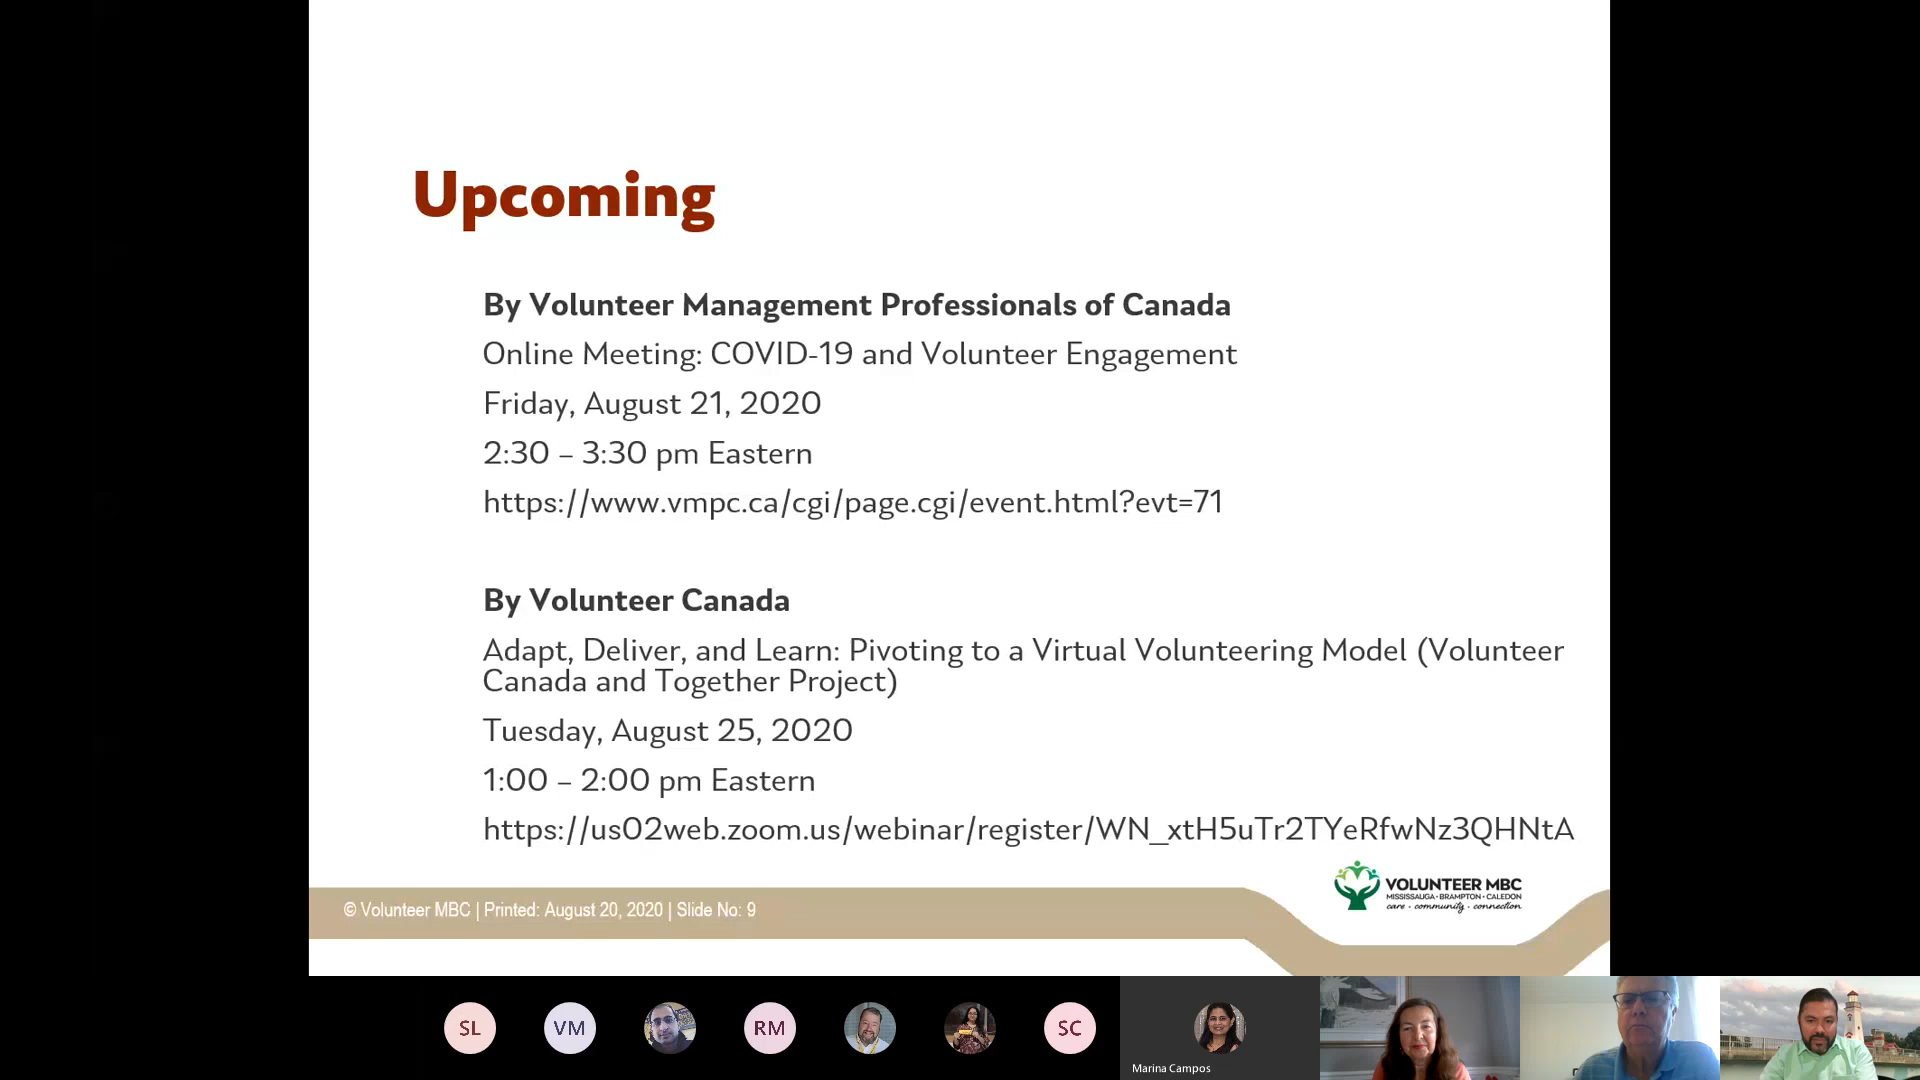 Upcoming
By Volunteer Management Professionals of Canada
Online Meeting: COVID-19 and Volunteer Engagement
Friday, August 21, 2020
2:30 – 3:30 pm Eastern
https://www.vmpc.ca/cgi/page.cgi/event.html?evt=71
By Volunteer Canada
Adapt, Deliver, and Learn: Pivoting to a Virtual Volunteering Model (Volunteer
Canada and Together Project)
Tuesday, August 25, 2020
1:00 – 2:00 pm Eastern
https://us02web.zoom.us/webinar/register/WN_xtH5uTr2TYeRfwNz3QHNtA
VOLUNTEER MBC
MISSISSAUGA • BRAMPTON • CALEDON
care • community • connection
© Volunteer MBC | Printed: August 20, 2020 | Slide No: 9
SL
VM
RM
SC
Marina Campos